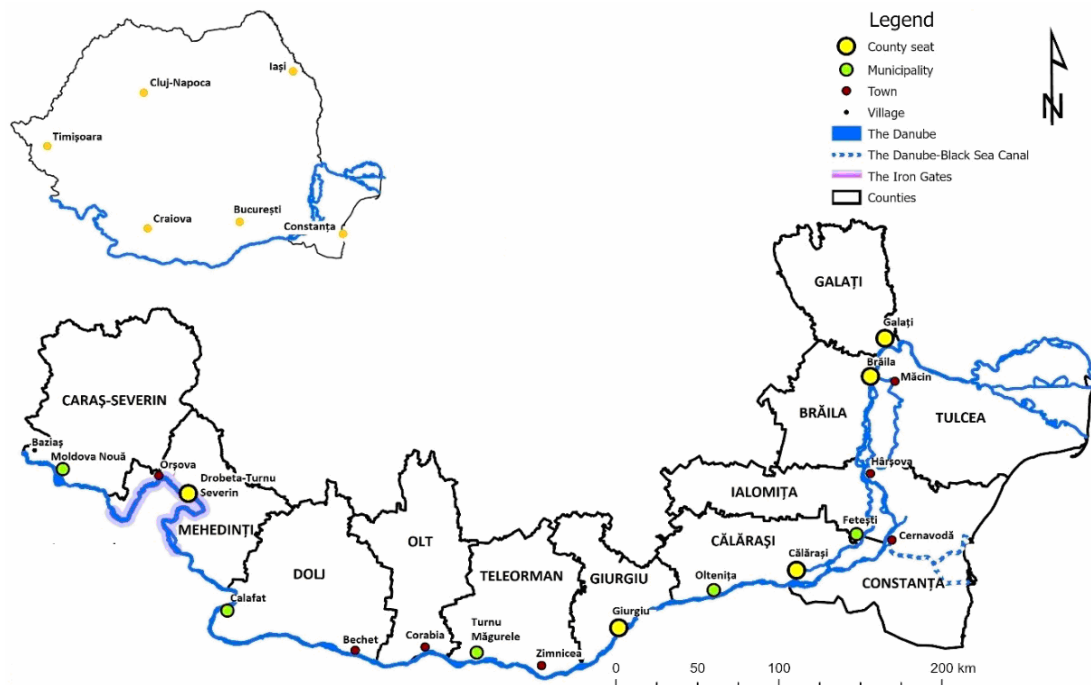 Iași
Cluj-Napoca
Timișoara
București
Craiova
Constanța
Legend
County seat
Municipality
Town
Village
The Danube
The Danube-Black Sea Canal
The Iron Gates
Counties
N
GALAȚI
Galați
Brăila
Măcin
CARAȘ-SEVERIN
BRĂILA
TULCEA
Baziaș
Moldova Nouă
Orșova
Hârșova
Drobeta-Turnu
Severin
IALOMIȚA
MEHEDINȚI
Fetești
OLT
CĂLĂRAȘI
Cernavodă
DOLJ
TELEORMAN
GIURGIU
Călărași
CONSTANȚA
Oltenița
Calafat
Giurgiu
Bechet
Corabia
Turnu
Măgurele
Zimnicea
0 50 100 200 km